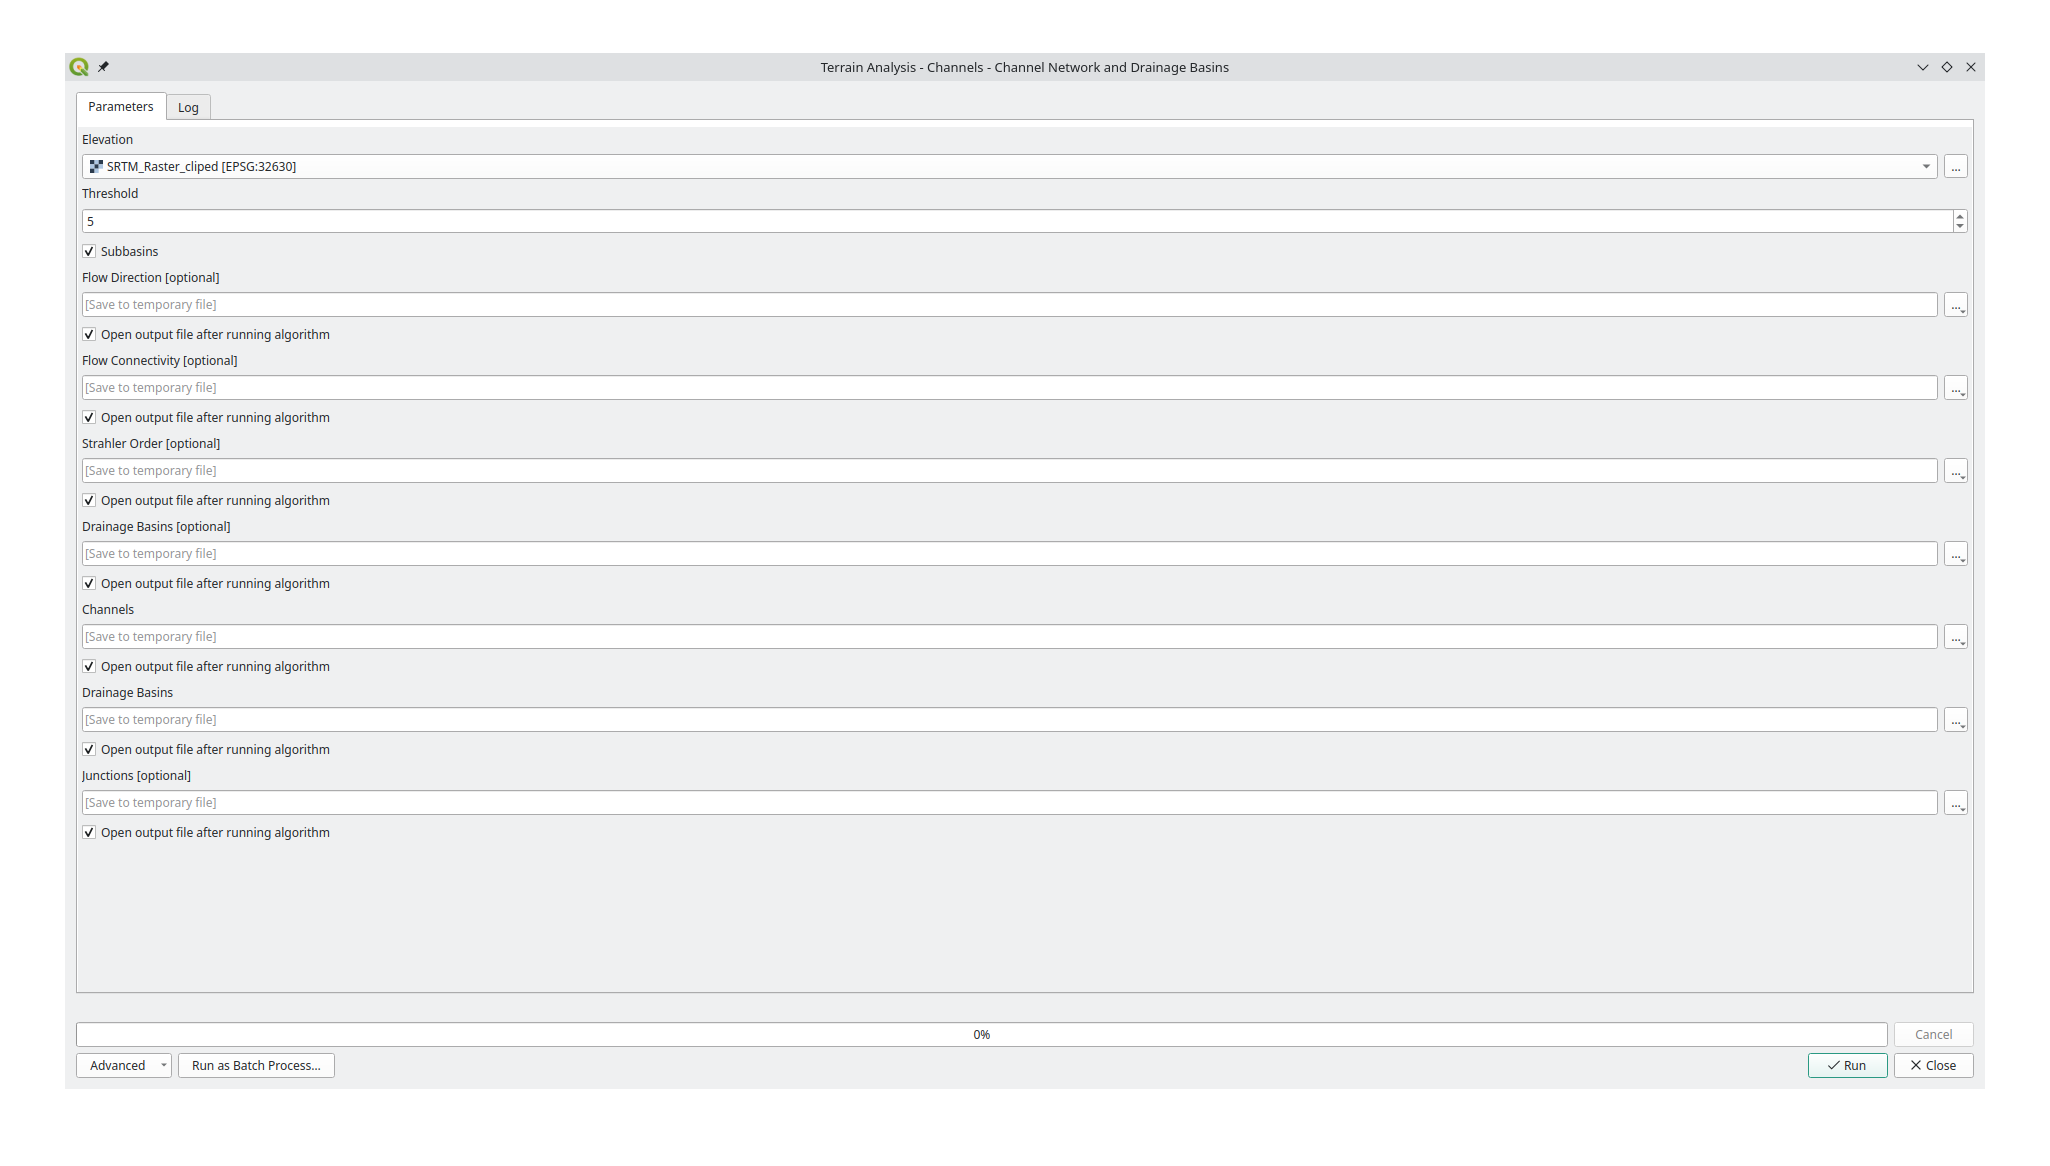 Terrain Analysis - Channels - Channel Network and Drainage Basins
Parameters
Log
Elevation
SRTM_Raster_cliped [EPSG:32630]
...
Threshold
5
Subbasins
Flow Direction [optional]
[Save to temporary file]
...
Open output file after running algorithm
Flow Connectivity [optional]
[Save to temporary file]
...
Open output file after running algorithm
Strahler Order [optional]
[Save to temporary file]
...
Open output file after running algorithm
Drainage Basins [optional]
[Save to temporary file]
...
Open output file after running algorithm
Channels
[Save to temporary file]
...
Open output file after running algorithm
Drainage Basins
[Save to temporary file]
...
Open output file after running algorithm
Junctions [optional]
[Save to temporary file]
...
Open output file after running algorithm
0%
Cancel
Advanced
Run as Batch Process...
Run
Close